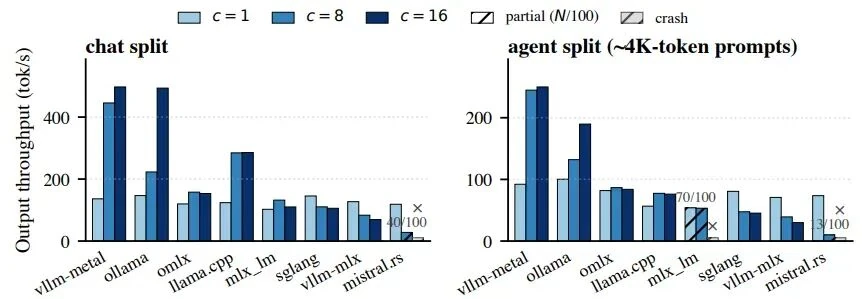 c = 1 c = 8 c = 16 partial (N/100) crash
chat split
agent split (~4K-token prompts)
Output throughput (tok/s)
400
200
0
40/100
×
vllm-metal
ollama
omlx
llama.cpp
mlx_lm
sglang
vllm-mlx
mistral.rs
200
100
0
70/100
×
13/100
×
vllm-metal
ollama
omlx
llama.cpp
mlx_lm
sglang
vllm-mlx
mistral.rs